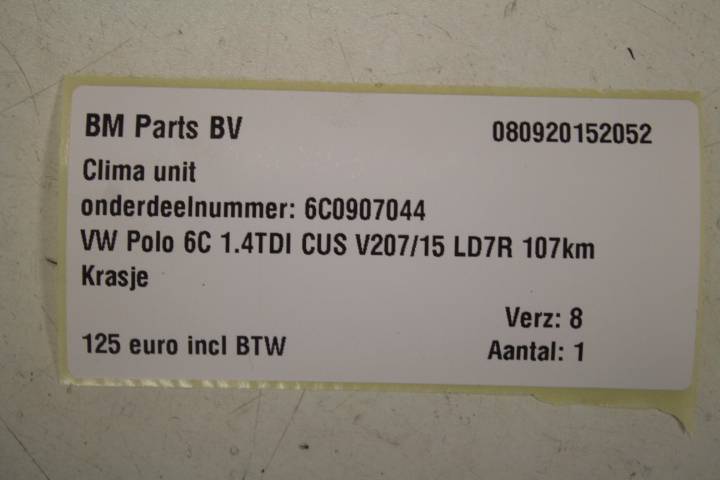 BM Parts BV 080920152052
Clima unit
onderdeelnummer: 6C0907044
VW Polo 6C 1.4TDI CUS V207/15 LD7R 107km
Krasje
Verz: 8
125 euro incl BTW Aantal: 1